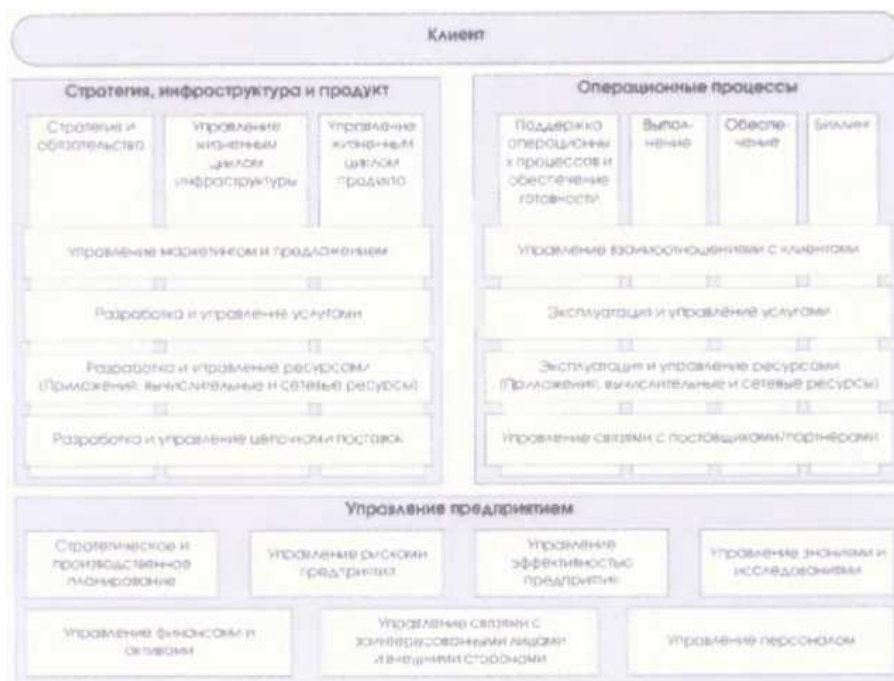 Клиент
Стратегия, инфраструктура и продукт
Стратегия и
обязательства
Управление
жизненным
циклом
инфраструктуры
Управление
жизненным
циклом
продукта
Управление маркетингом и предложением
Разработка и управление услугами
Разработка и управление ресурсами
(Приложения, вычислительные и сетевые ресурсы)
Разработка и управление цепочками поставок
Операционные процессы
Поддержка
операционны
х процессов и
обеспечение
готовности
Выпол-
нение
Обеспе-
чение
Биллинг
Управление взаимоотношениями с клиентами
Эксплуатация и управление услугами
Эксплуатация и управление ресурсами
(Приложения, вычислительные и сетевые ресурсы)
Управление связями с поставщиками/партнерами
Управление предприятием
Стратегическое и
производственное
планирование
Управление рисками
предприятия
Управление
эффективностью
предприятия
Управление знаниями и
исследованиями
Управление финансами и
активами
Управление связями с
заинтересованными лицами
и внешними сторонами
Управление персоналом